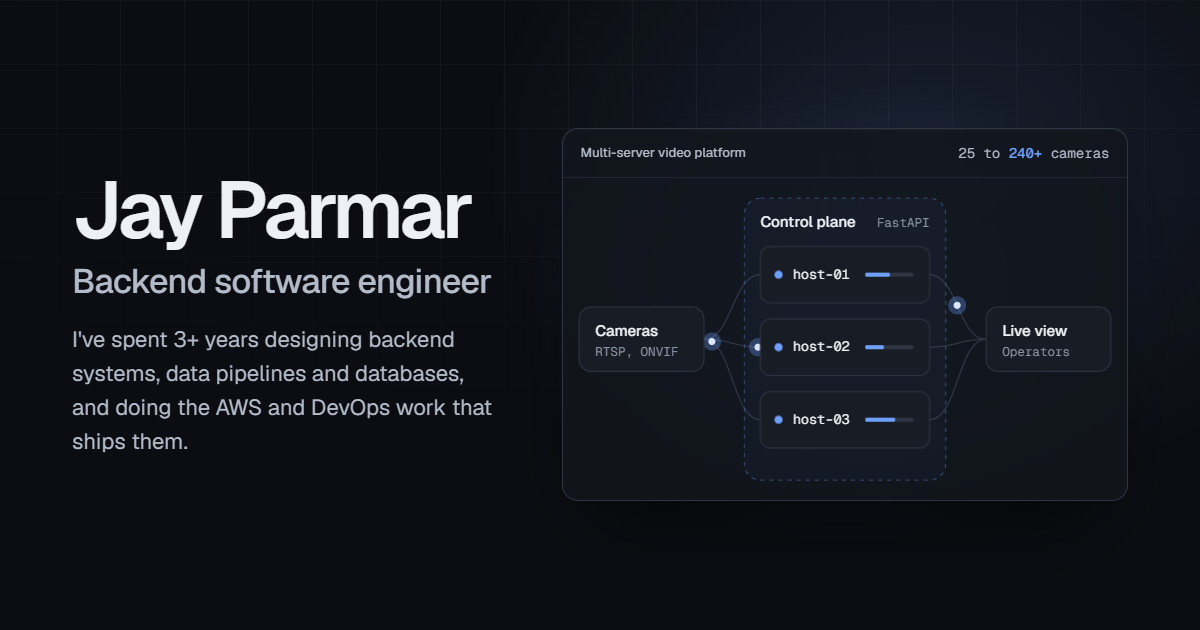 Jay Parmar
Backend software engineer
I've spent 3+ years designing backend
systems, data pipelines and databases,
and doing the AWS and DevOps work that
ships them.
Multi-server video platform
25 to 240+ cameras
Control plane FastAPI
host-01
host-02
host-03
Cameras
RTSP, ONVIF
Live view
Operators